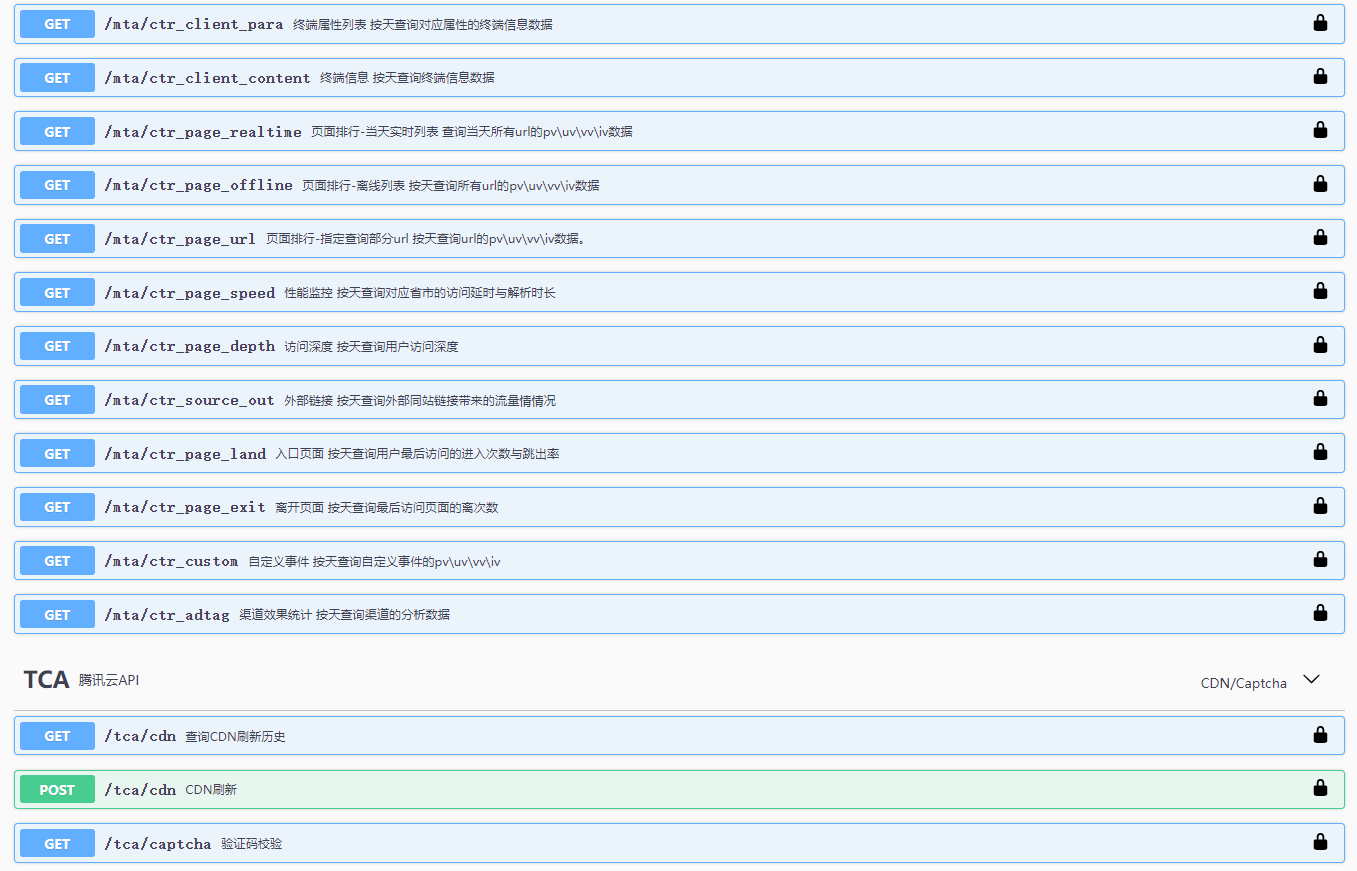 GET /mta/ctr_client_para 终端属性列表 按天查询对应属性的终端信息数据
GET /mta/ctr_client_content 终端信息 按天查询终端信息数据
GET /mta/ctr_page_realtime 页面排行-当天实时列表 查询当天所有url的pv\uv\vv\iv数据
GET /mta/ctr_page_offline 页面排行-离线列表 按天查询所有url的pv\uv\vv\iv数据
GET /mta/ctr_page_url 页面排行-指定查询部分url 按天查询url的pv\uv\vv\iv数据。
GET /mta/ctr_page_speed 性能监控 按天查询对应省市的访问延时与解析时长
GET /mta/ctr_page_depth 访问深度 按天查询用户访问深度
GET /mta/ctr_source_out 外部链接 按天查询外部同站链接带来的流量情情况
GET /mta/ctr_page_land 入口页面 按天查询用户最后访问的进入次数与跳出率
GET /mta/ctr_page_exit 离开页面 按天查询最后访问页面的离次数
GET /mta/ctr_custom 自定义事件 按天查询自定义事件的pv\uv\vv\iv
GET /mta/ctr_adtag 渠道效果统计 按天查询渠道的分析数据
TCA 腾讯云API CDN/Captcha
GET /tca/cdn 查询CDN刷新历史
POST /tca/cdn CDN刷新
GET /tca/captcha 验证码校验